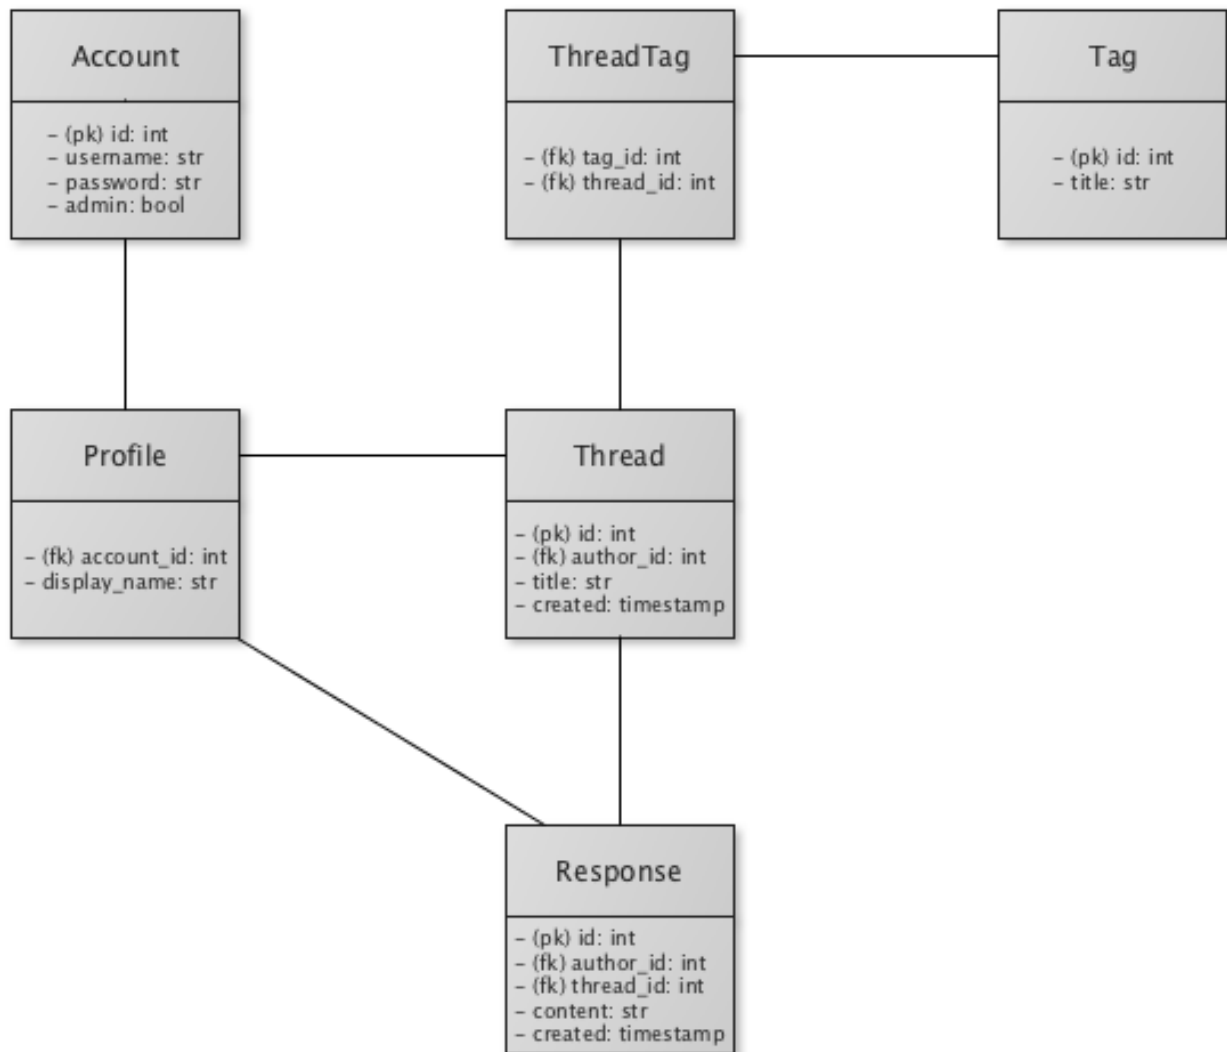 Account
- (pk) id: int
- username: str
- password: str
- admin: bool
ThreadTag
- (fk) tag_id: int
- (fk) thread_id: int
Tag
- (pk) id: int
- title: str
Profile
- (fk) account_id: int
- display_name: str
Thread
- (pk) id: int
- (fk) author_id: int
- title: str
- created: timestamp
Response
- (pk) id: int
- (fk) author_id: int
- (fk) thread_id: int
- content: str
- created: timestamp